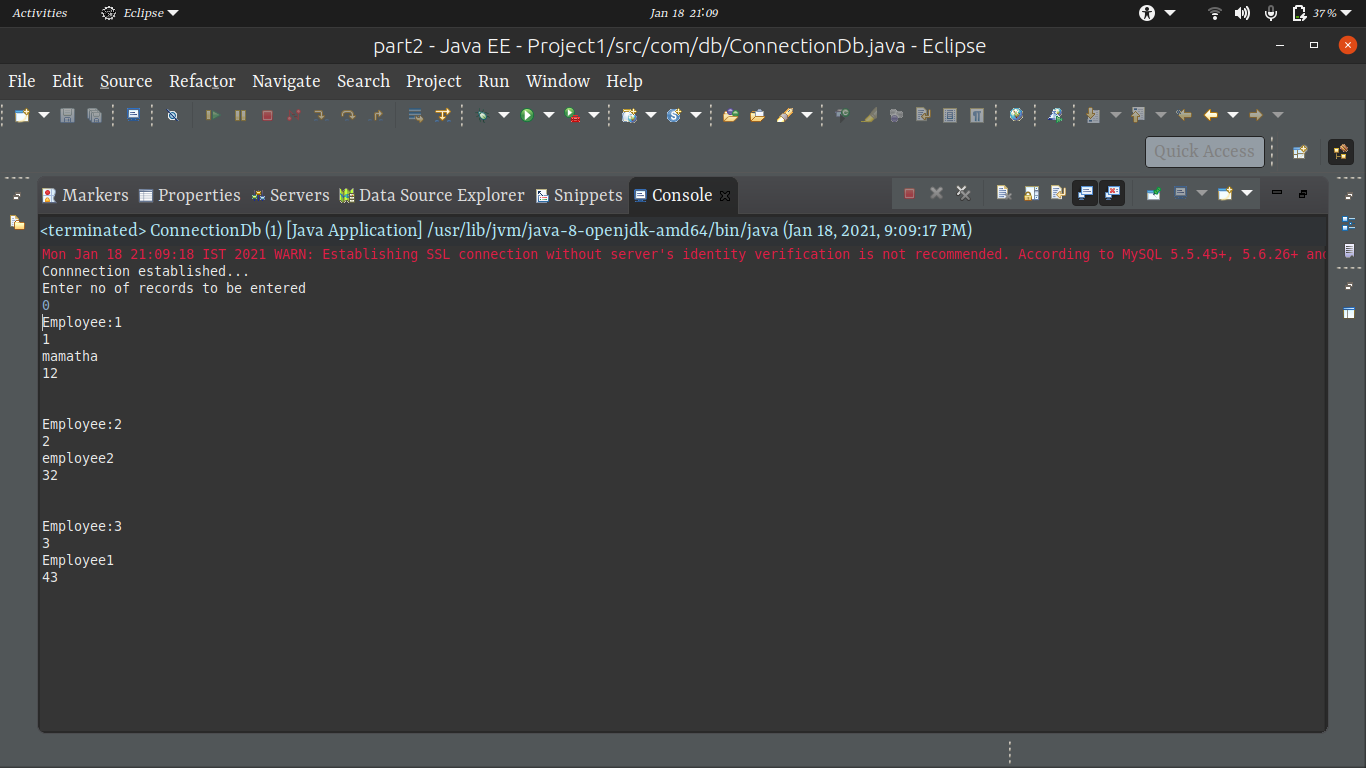 Activities Eclipse Jan 18 21:09 37%
part2 - Java EE - Project1/src/com/db/ConnectionDb.java - Eclipse
File Edit Source Refactor Navigate Search Project Run Window Help
Quick Access
Markers Properties Servers Data Source Explorer Snippets Console
<terminated> ConnectionDb (1) [Java Application] /usr/lib/jvm/java-8-openjdk-amd64/bin/java (Jan 18, 2021, 9:09:17 PM)
Mon Jan 18 21:09:18 IST 2021 WARN: Establishing SSL connection without server's identity verification is not recommended. According to MySQL 5.5.45+, 5.6.26+ and
Connnection established...
Enter no of records to be entered
0
Employee:1
1
mamatha
12
Employee:2
2
employee2
32
Employee:3
3
Employee1
43